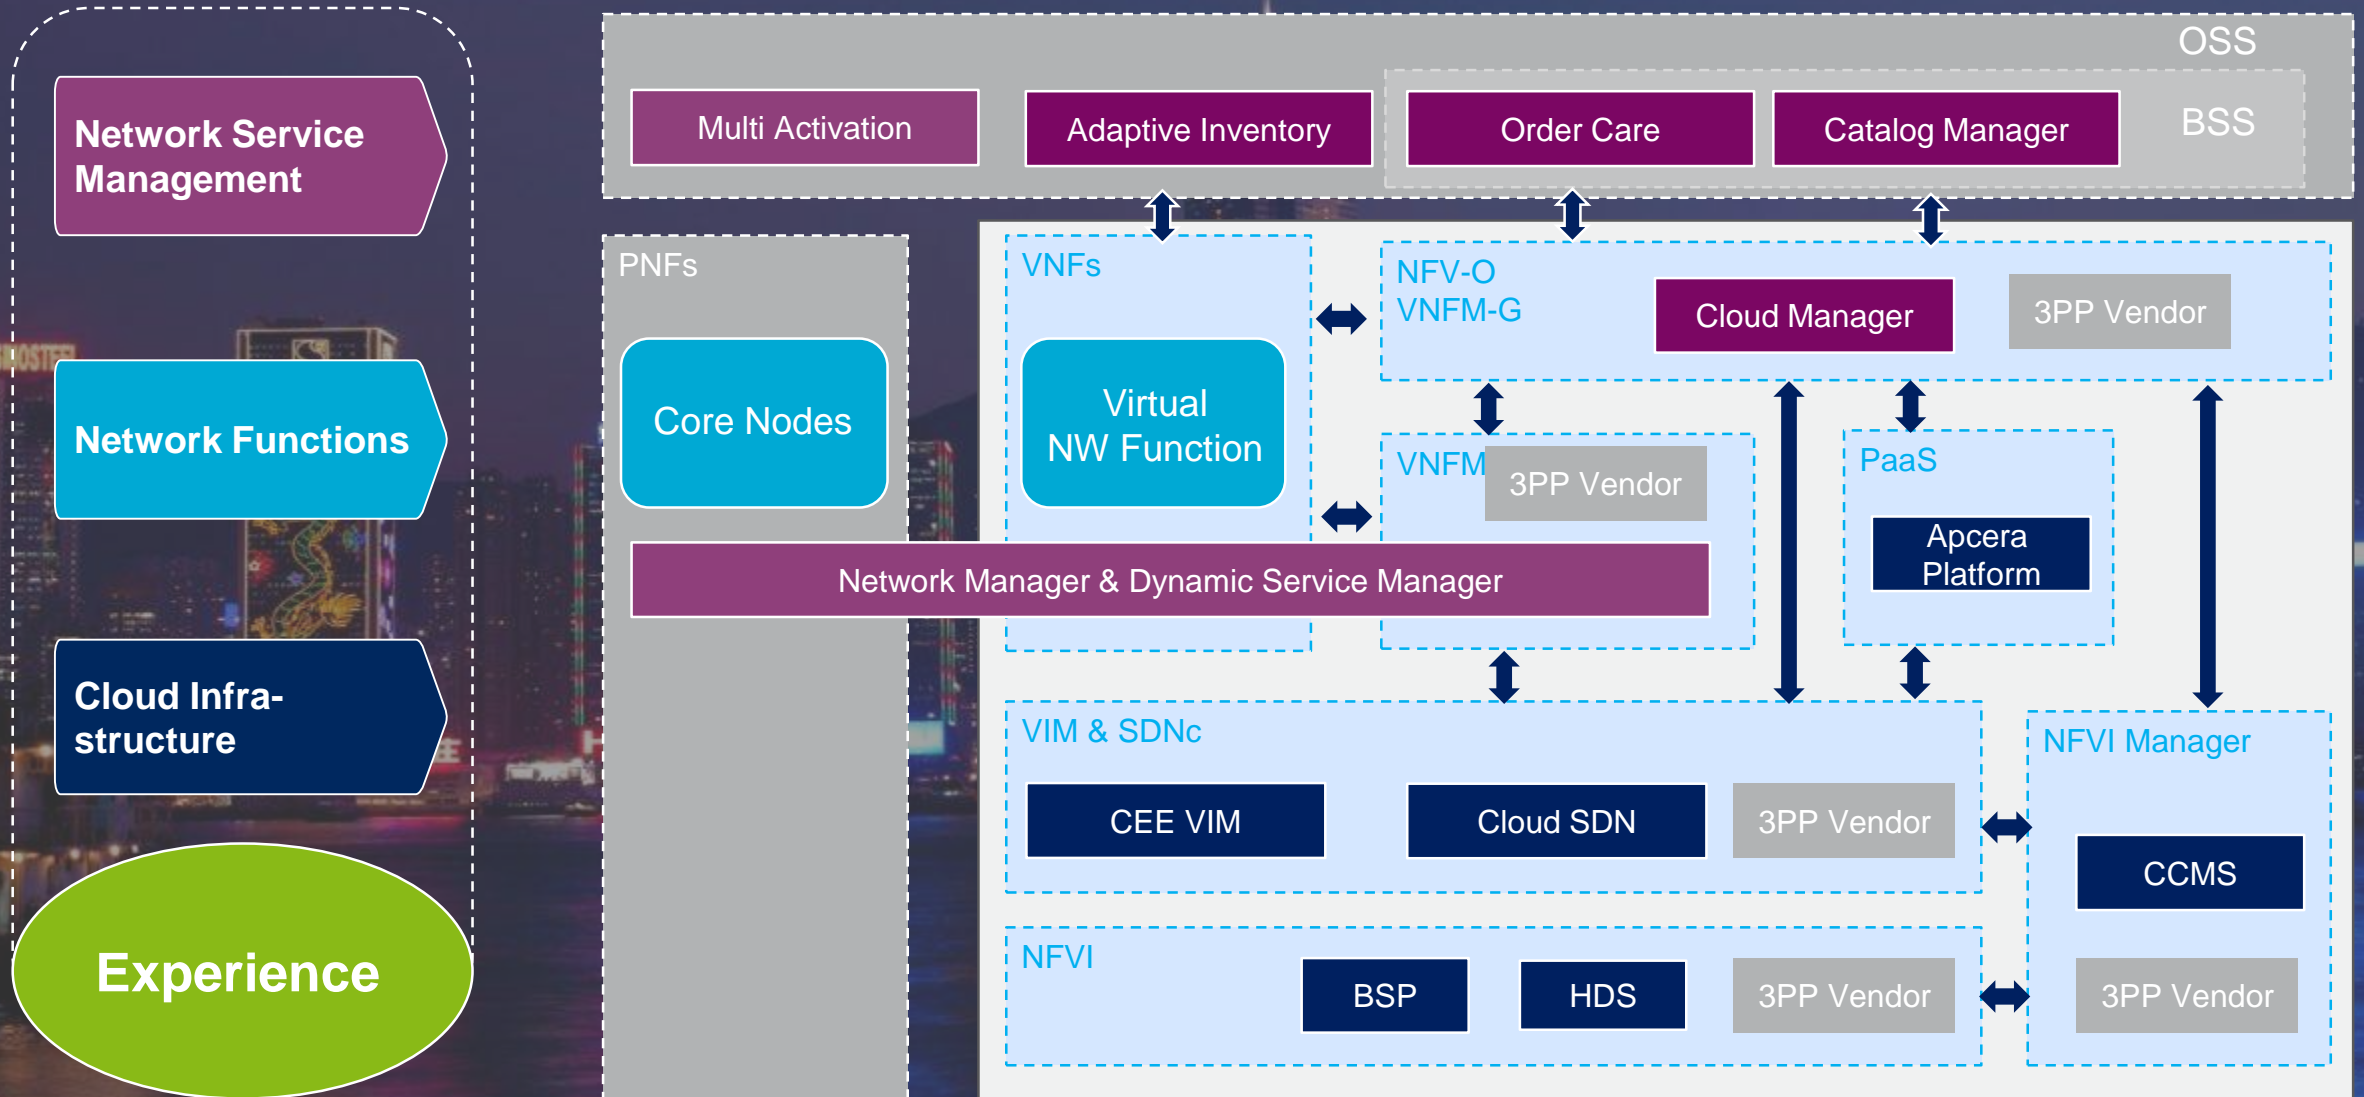 Network Service
Management
Network Functions
Cloud Infra-
structure
Experience
OSS
BSS
Multi Activation
Adaptive Inventory
Order Care
Catalog Manager
PNFs
Core Nodes
VNFs
Virtual
NW Function
NFV-O
VNFM-G
Cloud Manager
3PP Vendor
VNFM
3PP Vendor
PaaS
Apcera
Platform
Network Manager & Dynamic Service Manager
VIM & SDNc
CEE VIM
Cloud SDN
3PP Vendor
NFVI Manager
CCMS
3PP Vendor
NFVI
BSP
HDS
3PP Vendor